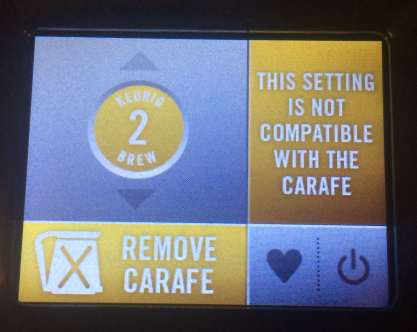 KEURIG
2
BREW
THIS SETTING
IS NOT
COMPATIBLE
WITH THE
CARAFE
REMOVE
CARAFE